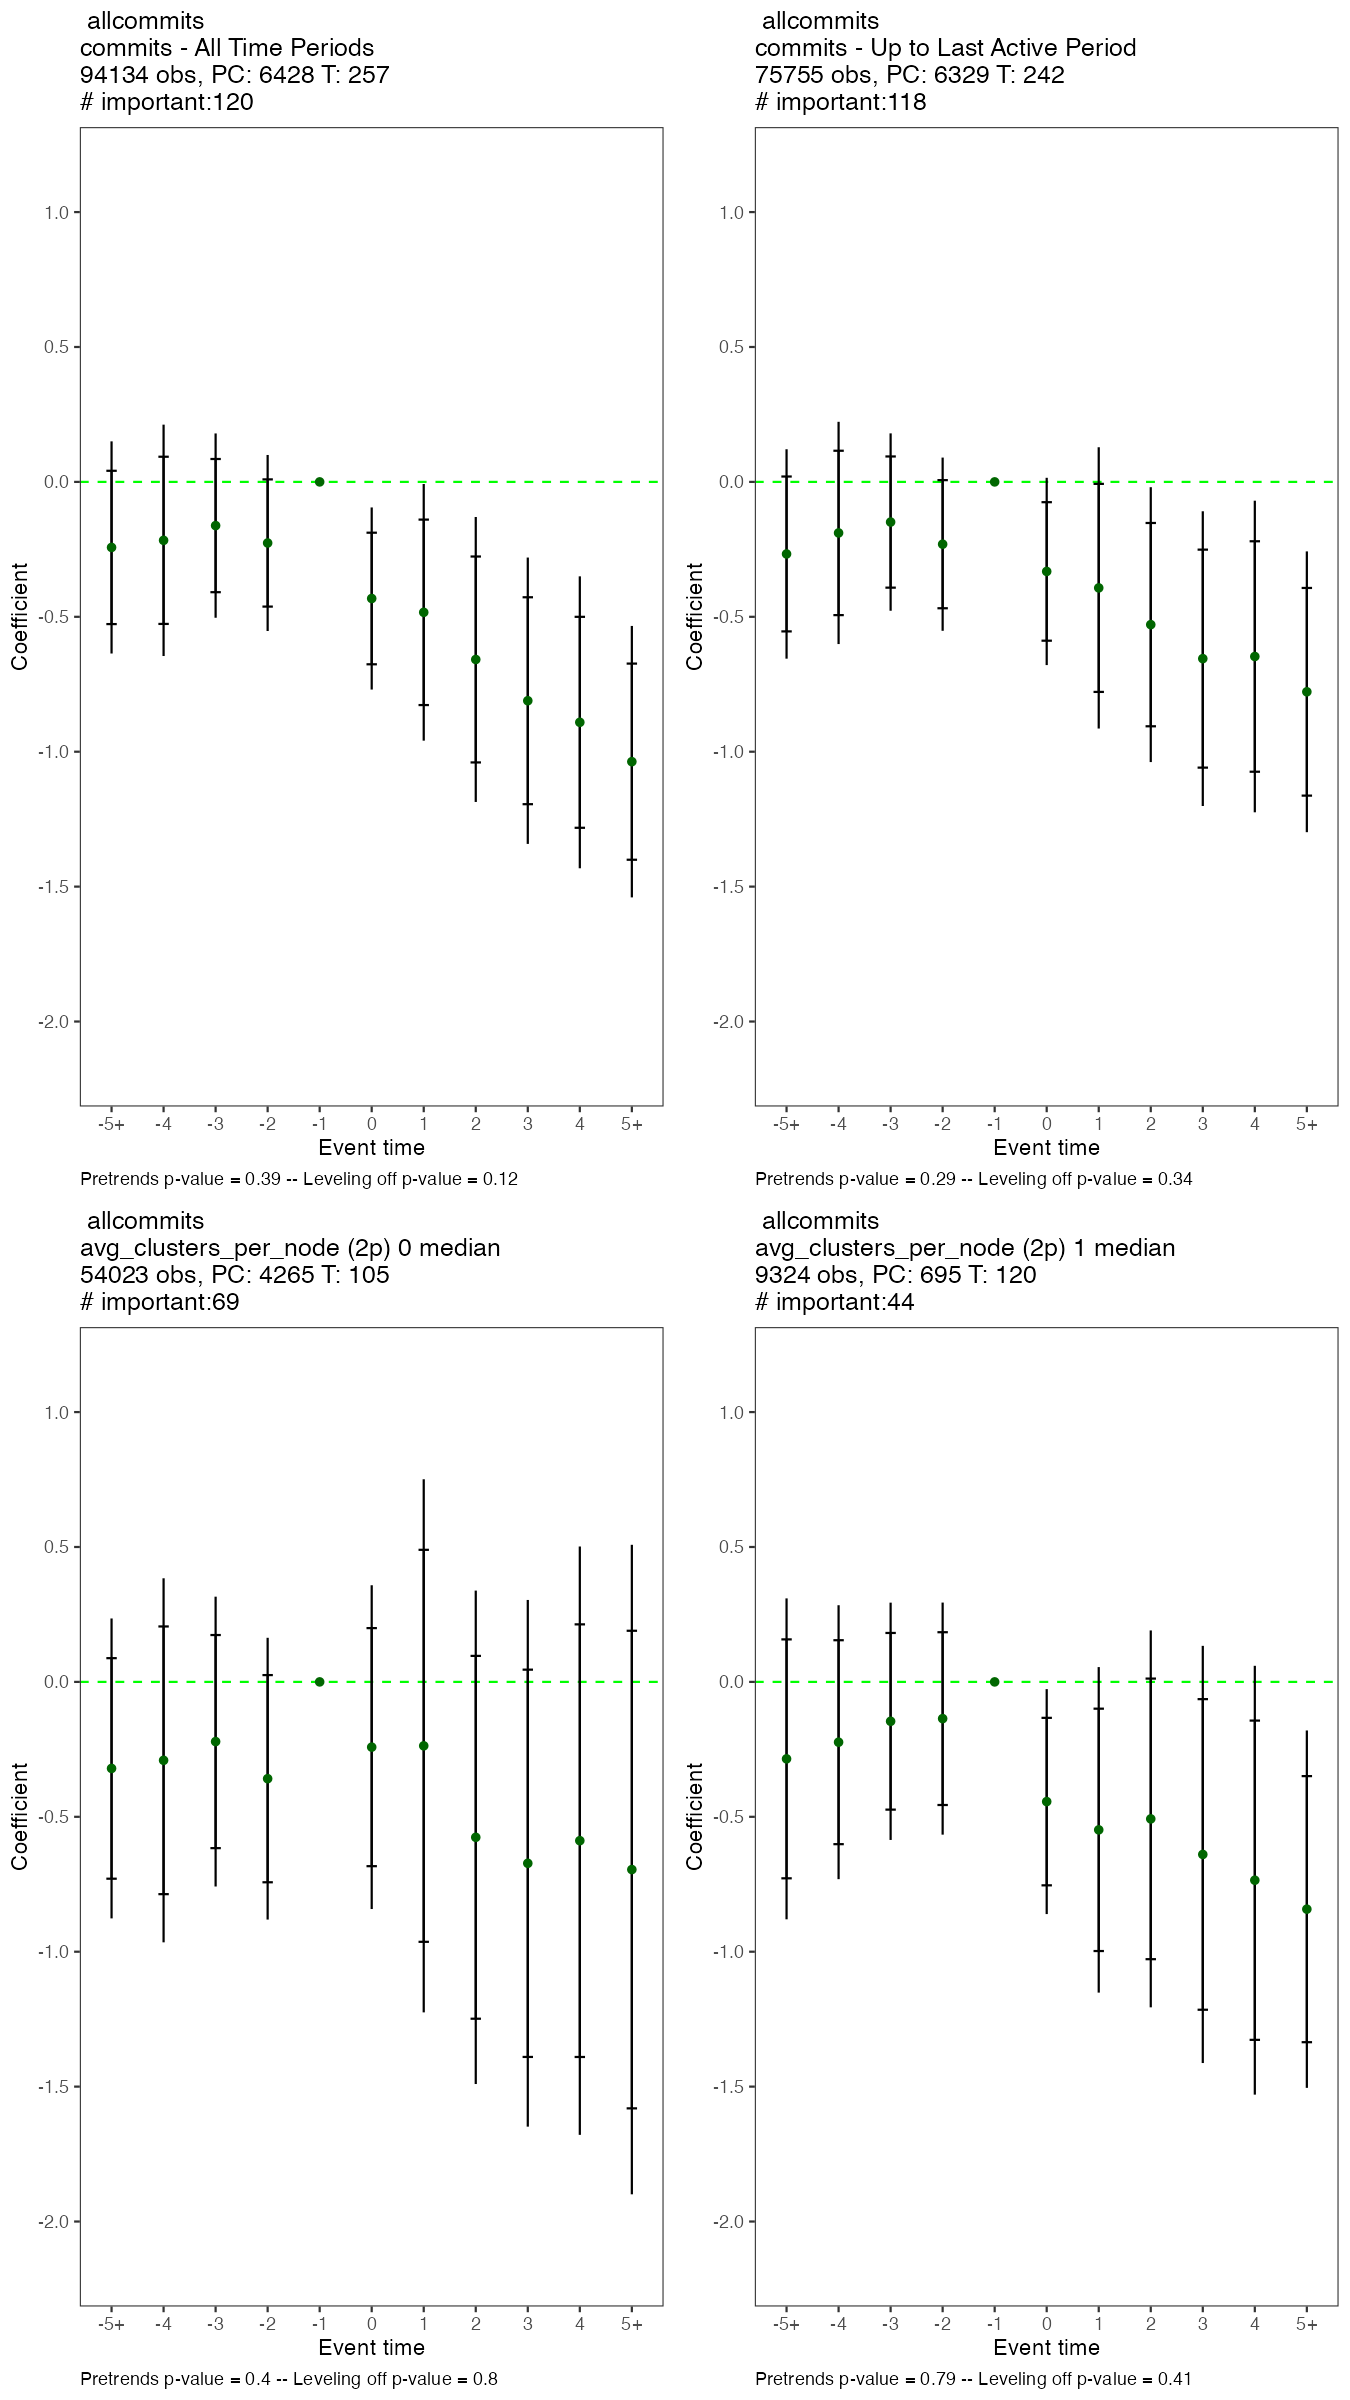 allcommits
commits - All Time Periods
94134 obs, PC: 6428 T: 257
# important:120
Coefficient
1.0
0.5
0.0
-0.5
-1.0
-1.5
-2.0
-5+ -4 -3 -2 -1 0 1 2 3 4 5+
Event time
Pretrends p-value = 0.39 -- Leveling off p-value = 0.12
allcommits
commits - Up to Last Active Period
75755 obs, PC: 6329 T: 242
# important:118
Coefficient
1.0
0.5
0.0
-0.5
-1.0
-1.5
-2.0
-5+ -4 -3 -2 -1 0 1 2 3 4 5+
Event time
Pretrends p-value = 0.29 -- Leveling off p-value = 0.34
allcommits
avg_clusters_per_node (2p) 0 median
54023 obs, PC: 4265 T: 105
# important:69
Coefficient
1.0
0.5
0.0
-0.5
-1.0
-1.5
-2.0
-5+ -4 -3 -2 -1 0 1 2 3 4 5+
Event time
Pretrends p-value = 0.4 -- Leveling off p-value = 0.8
allcommits
avg_clusters_per_node (2p) 1 median
9324 obs, PC: 695 T: 120
# important:44
Coefficient
1.0
0.5
0.0
-0.5
-1.0
-1.5
-2.0
-5+ -4 -3 -2 -1 0 1 2 3 4 5+
Event time
Pretrends p-value = 0.79 -- Leveling off p-value = 0.41